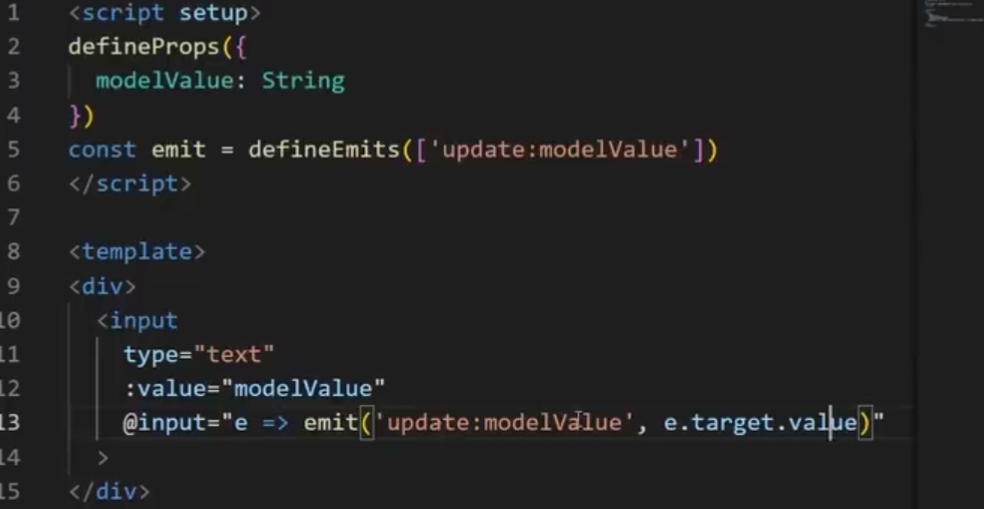 1 <script setup>
2 defineProps({
3 modelValue: String
4 })
5 const emit = defineEmits(['update:modelValue'])
6 </script>
7
8 <template>
9 <div>
10 <input
11 type="text"
12 :value="modelValue"
13 @input="e => emit('update:modelValue', e.target.value)"
14 >
15 </div>